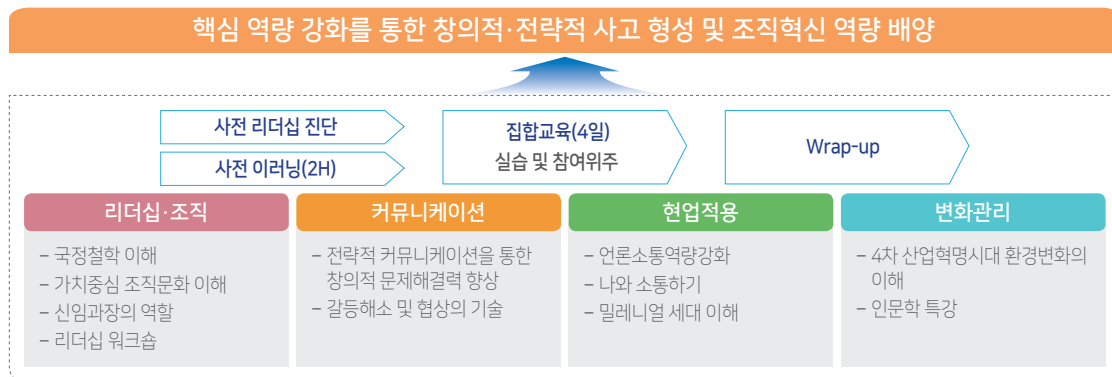 핵심 역량 강화를 통한 창의적·전략적 사고 형성 및 조직혁신 역량 배양
사전 리더십 진단
사전 이러닝(2H)
집합교육(4일)
실습 및 참여위주
Wrap-up
리더십·조직
– 국정철학 이해
– 가치중심 조직문화 이해
– 신임과장의 역할
– 리더십 워크숍
커뮤니케이션
– 전략적 커뮤니케이션을 통한
창의적 문제해결력 향상
– 갈등해소 및 협상의 기술
현업적용
– 언론소통역량강화
– 나와 소통하기
– 밀레니얼 세대 이해
변화관리
– 4차 산업혁명시대 환경변화의
이해
– 인문학 특강